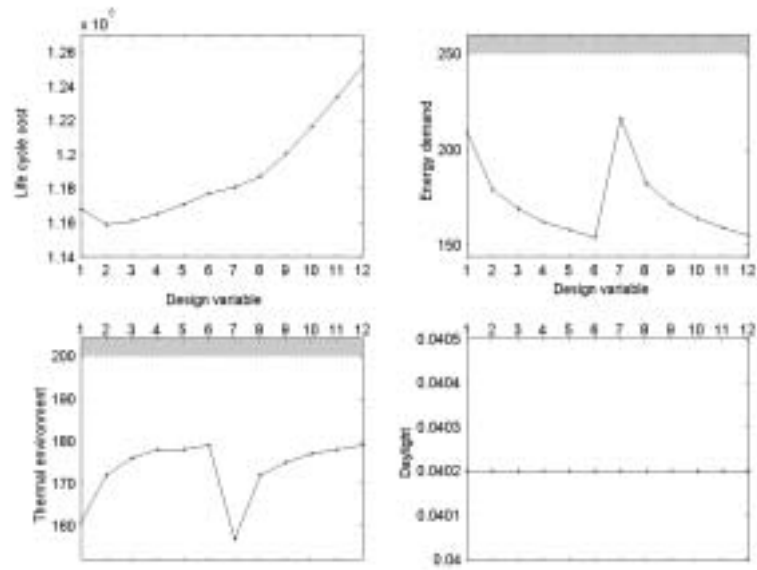 x 10
1.26
1.24
1.22
1.2
1.18
1.16
1.14
Life cycle cost
1 2 3 4 5 6 7 8 9 10 11 12
Design variable
250
200
150
Energy demand
1 2 3 4 5 6 7 8 9 10 11 12
Design variable
1 2 3 4 5 6 7 8 9 10 11 12
200
190
180
170
160
Thermal environment
1 2 3 4 5 6 7 8 9 10 11 12
0.0405
0.0404
0.0403
0.0402
0.0401
0.04
Daylight